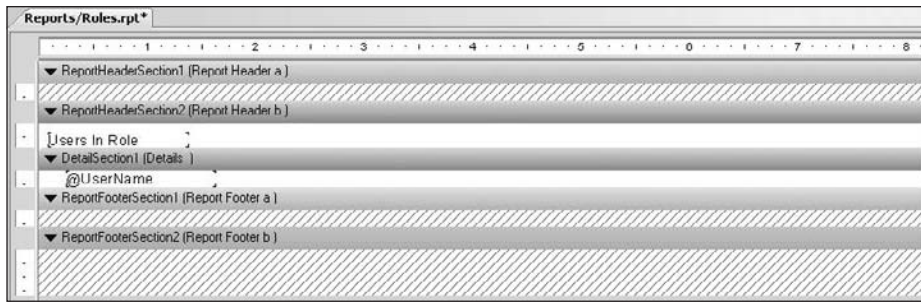 Reports/Roles.rpt*
1 2 3 4 5 6 7 8
ReportHeaderSection1 (Report Header a )
ReportHeaderSection2 (Report Header b )
Users In Role
DetailSection1 (Details )
@UserName
ReportFooterSection1 (Report Footer a )
ReportFooterSection2 (Report Footer b )